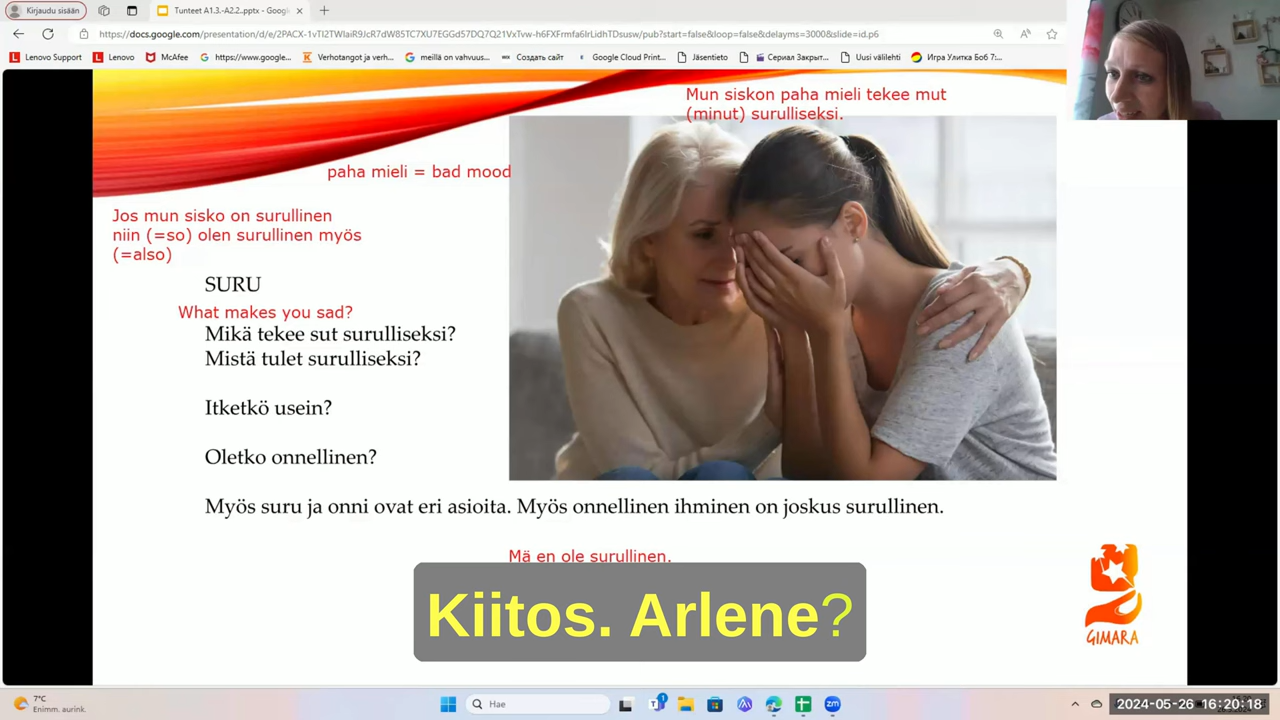 Kirjaudu sisään
Tunteet A1.3.-A2.2..pptx - Google
https://docs.google.com/presentation/d/e/2PACX-1vTl2TWlaiR9JcR7dW85TC7XU7EGGd57DQ7Q21VxTvw-h6FXFrmfa6lrLidhTDsusw/pub?start=false&loop=false&delayms=3000&slide=id.p6
Lenovo Support
Lenovo
McAfee
https://www.google...
Verhotangot ja verh...
meillä on vahvuus...
Создать сайт
Google Cloud Print...
Jäsentieto
Сериал Закрыт...
Uusi välilehti
Игра Улитка Боб 7:...
Mun siskon paha mieli tekee mut
(minut) surulliseksi.
paha mieli = bad mood
Jos mun sisko on surullinen
niin (=so) olen surullinen myös
(=also)
SURU
What makes you sad?
Mikä tekee sut surulliseksi?
Mistä tulet surulliseksi?
Itketkö usein?
Oletko onnellinen?
Myös suru ja onni ovat eri asioita. Myös onnellinen ihminen on joskus surullinen.
Mä en ole surullinen.
Kiitos. Arlene?
GIMARA
7°C
Enimm. aurink.
Hae
2024-05-26 16:20:18